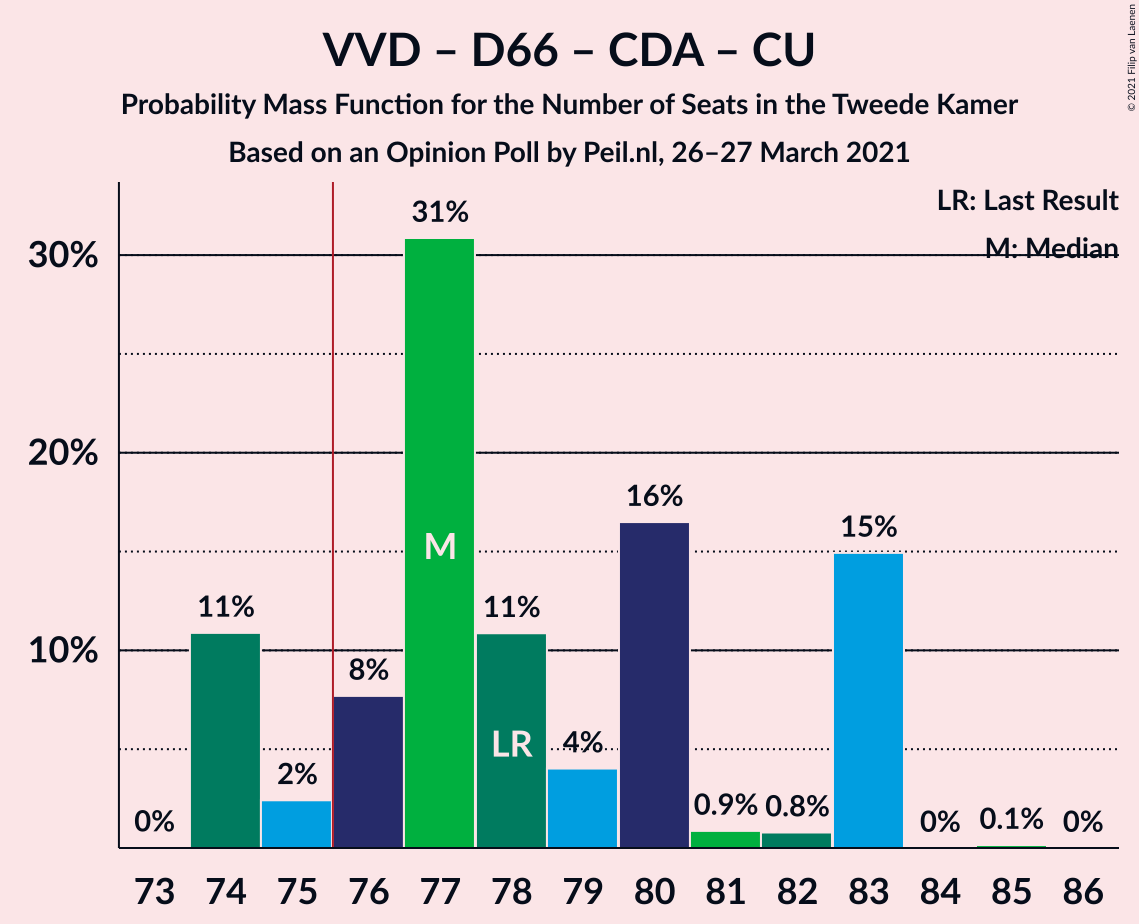 VVD – D66 – CDA – CU
Probability Mass Function for the Number of Seats in the Tweede Kamer
Based on an Opinion Poll by Peil.nl, 26–27 March 2021
© 2021 Filip van Laenen
LR: Last Result
M: Median
30%
20%
10%
0%
11%
2%
8%
31%
11%
4%
16%
0.9%
0.8%
15%
0%
0.1%
0%
M
LR
73 74 75 76 77 78 79 80 81 82 83 84 85 86